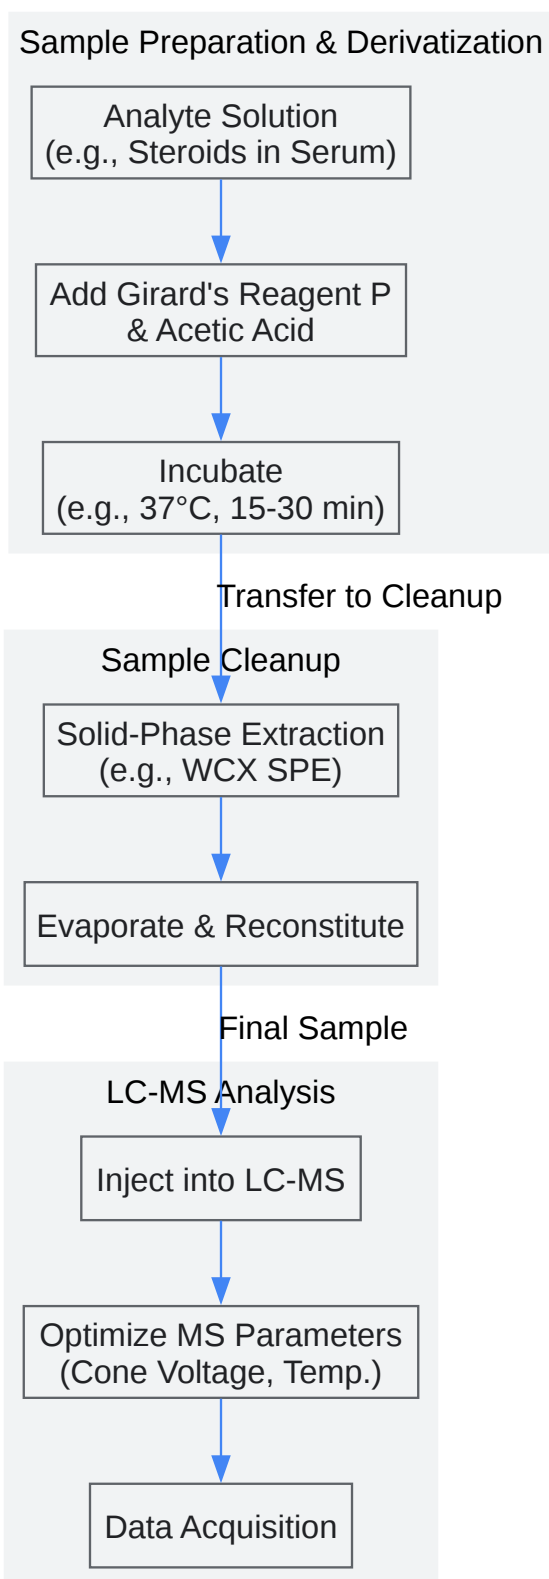 Sample Preparation & Derivatization
Analyte Solution
(e.g., Steroids in Serum)
Add Girard's Reagent P
& Acetic Acid
Incubate
(e.g., 37°C, 15-30 min)
Transfer to Cleanup
Sample Cleanup
Solid-Phase Extraction
(e.g., WCX SPE)
Evaporate & Reconstitute
Final Sample
LC-MS Analysis
Inject into LC-MS
Optimize MS Parameters
(Cone Voltage, Temp.)
Data Acquisition